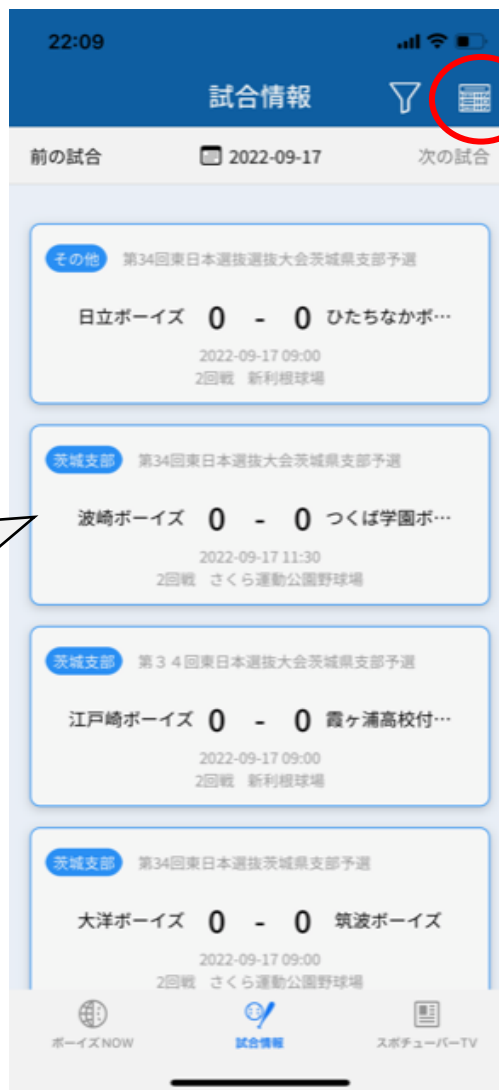 22:09
試合情報
前の試合 2022-09-17 次の試合
その他 第34回東日本選抜選抜大会茨城県支部予選
日立ボーイズ 0 - 0 ひたちなかボ…
2022-09-17 09:00
2回戦 新利根球場
茨城支部 第34回東日本選抜大会茨城県支部予選
波崎ボーイズ 0 - 0 つくば学園ボ…
2022-09-17 11:30
2回戦 さくら運動公園野球場
茨城支部 第３４回東日本選抜大会茨城県支部予選
江戸崎ボーイズ 0 - 0 霞ヶ浦高校付…
2022-09-17 09:00
2回戦 新利根球場
茨城支部 第34回東日本選抜茨城県支部予選
大洋ボーイズ 0 - 0 筑波ボーイズ
2022-09-17 09:00
2回戦 さくら運動公園野球場
ボーイズNOW 試合情報 スポチューバーTV